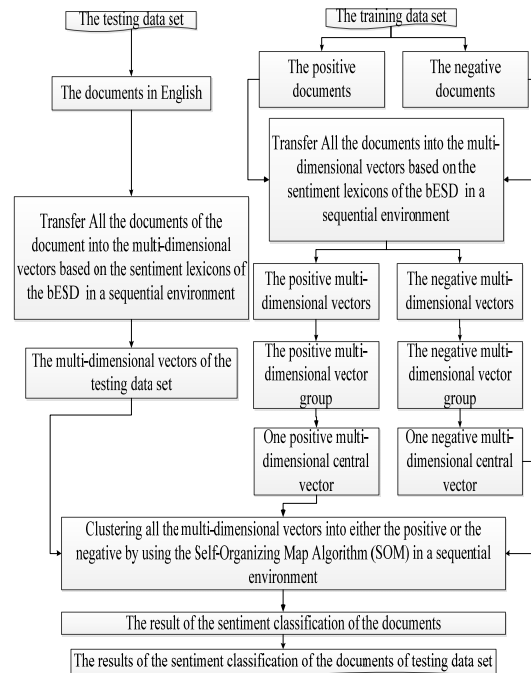 The testing data set
The documents in English
Transfer All the documents of the
document into the multi-dimensional
vectors based on the sentiment lexicons of
the bESD in a sequential environment
The multi-dimensional vectors of the
testing data set
The training data set
The positive
documents
The negative
documents
Transfer All the documents into the multi-
dimensional vectors based on the
sentiment lexicons of the bESD in a
sequential environment
The positive multi-
dimensional vectors
The negative multi-
dimensional vectors
The positive multi-
dimensional vector
group
The negative multi-
dimensional vector
group
One positive multi-
dimensional central
vector
One negative multi-
dimensional central
vector
Clustering all the multi-dimensional vectors into either the positive or the
negative by using the Self-Organizing Map Algorithm (SOM) in a sequential
environment
The result of the sentiment classification of the documents
The results of the sentiment classification of the documents of testing data set